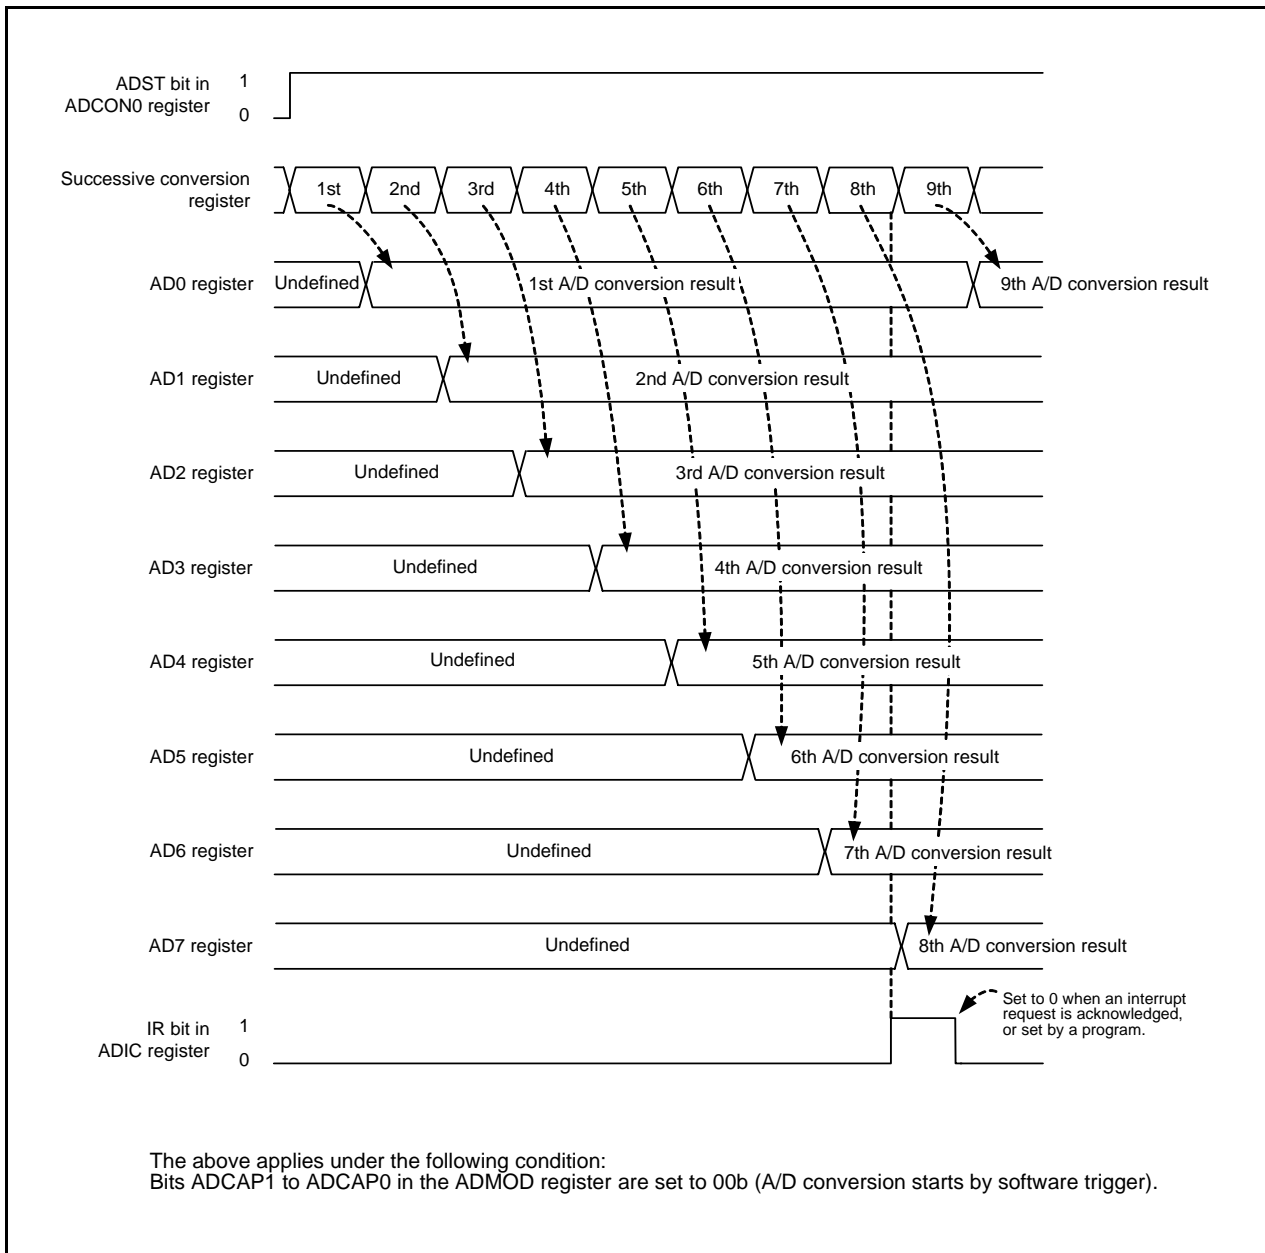 ADST bit in
ADCON0 register
1
0
Successive conversion
register
1st 2nd 3rd 4th 5th 6th 7th 8th 9th
AD0 register
Undefined
1st A/D conversion result
9th A/D conversion result
AD1 register
Undefined
2nd A/D conversion result
AD2 register
Undefined
3rd A/D conversion result
AD3 register
Undefined
4th A/D conversion result
AD4 register
Undefined
5th A/D conversion result
AD5 register
Undefined
6th A/D conversion result
AD6 register
Undefined
7th A/D conversion result
AD7 register
Undefined
8th A/D conversion result
IR bit in
ADIC register
1
0
Set to 0 when an interrupt
request is acknowledged,
or set by a program.
The above applies under the following condition:
Bits ADCAP1 to ADCAP0 in the ADMOD register are set to 00b (A/D conversion starts by software trigger).